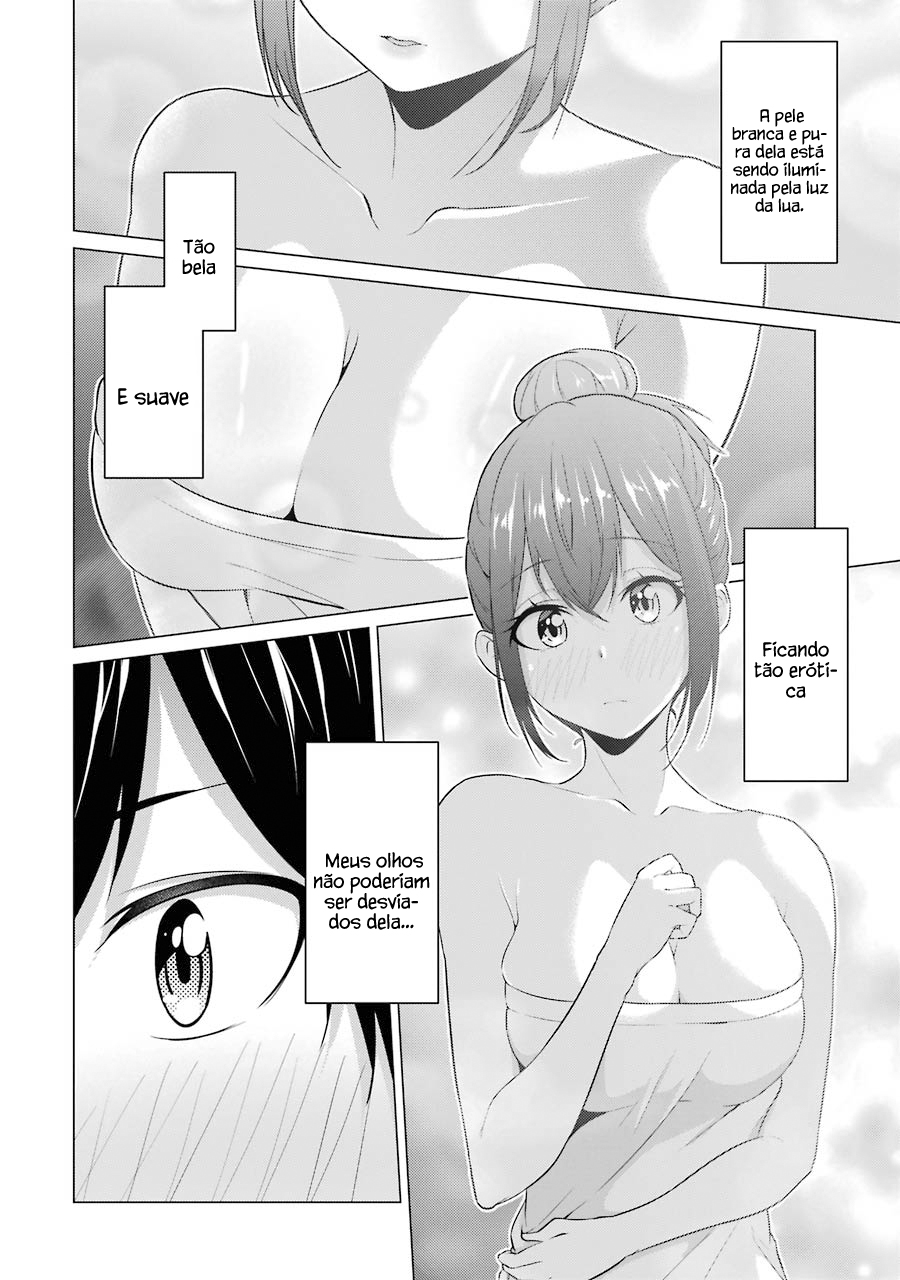 A pele
branca e pu-
ra dela está
sendo ilumi-
nada pela luz
da lua.
Tão
bela
E suave
Ficando
tão eróti-
ca
Meus olhos
não poderiam
ser desvia-
dos dela...